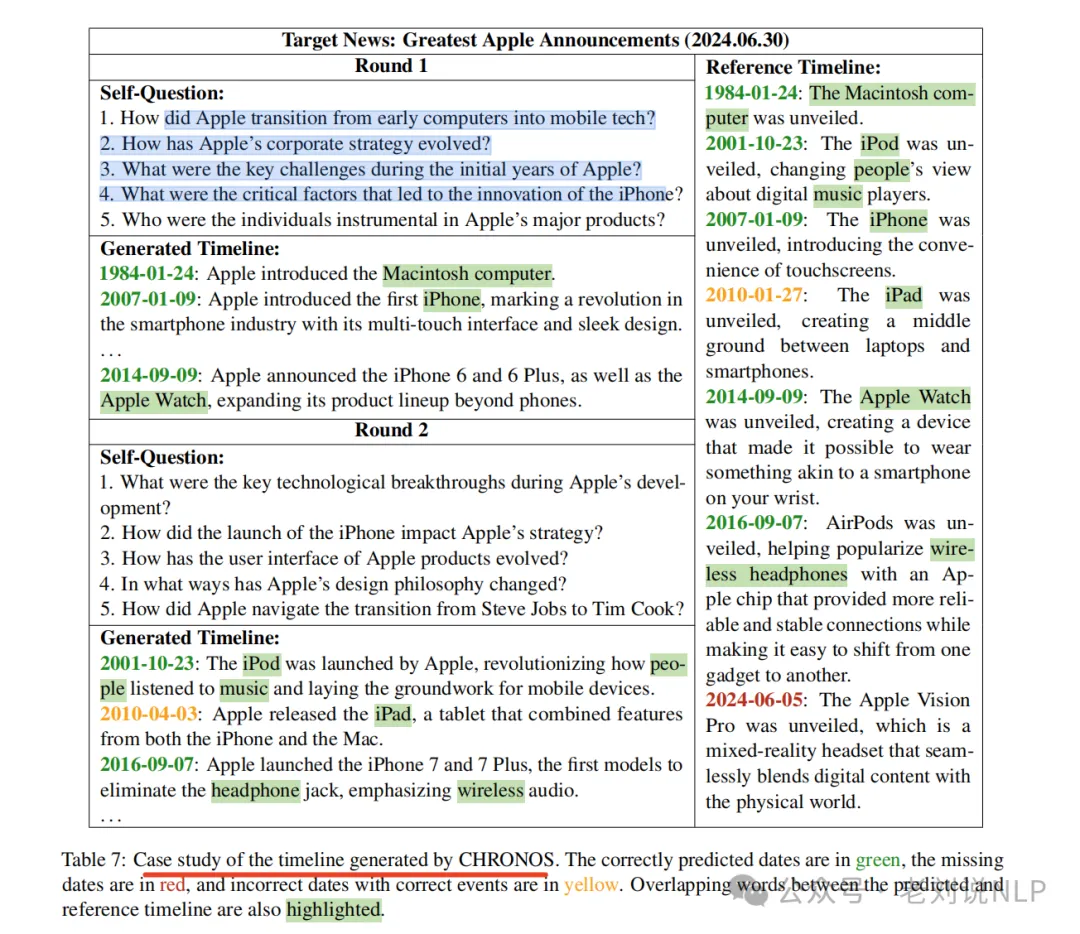 Target News: Greatest Apple Announcements (2024.06.30)
Round 1
Self-Question:
1. How did Apple transition from early computers into mobile tech?
2. How has Apple's corporate strategy evolved?
3. What were the key challenges during the initial years of Apple?
4. What were the critical factors that led to the innovation of the iPhone?
5. Who were the individuals instrumental in Apple's major products?
Generated Timeline:
1984-01-24: Apple introduced the Macintosh computer.
2007-01-09: Apple introduced the first iPhone, marking a revolution in
the smartphone industry with its multi-touch interface and sleek design.
...
2014-09-09: Apple announced the iPhone 6 and 6 Plus, as well as the
Apple Watch, expanding its product lineup beyond phones.
Round 2
Self-Question:
1. What were the key technological breakthroughs during Apple's devel-
opment?
2. How did the launch of the iPhone impact Apple's strategy?
3. How has the user interface of Apple products evolved?
4. In what ways has Apple's design philosophy changed?
5. How did Apple navigate the transition from Steve Jobs to Tim Cook?
Generated Timeline:
2001-10-23: The iPod was launched by Apple, revolutionizing how peo-
ple listened to music and laying the groundwork for mobile devices.
2010-04-03: Apple released the iPad, a tablet that combined features
from both the iPhone and the Mac.
2016-09-07: Apple launched the iPhone 7 and 7 Plus, the first models to
eliminate the headphone jack, emphasizing wireless audio.
...
Reference Timeline:
1984-01-24: The Macintosh com-
puter was unveiled.
2001-10-23: The iPod was un-
veiled, changing people's view
about digital music players.
2007-01-09: The iPhone was
unveiled, introducing the conve-
nience of touchscreens.
2010-01-27: The iPad was
unveiled, creating a middle
ground between laptops and
smartphones.
2014-09-09: The Apple Watch
was unveiled, creating a device
that made it possible to wear
something akin to a smartphone
on your wrist.
2016-09-07: AirPods was un-
veiled, helping popularize wire-
less headphones with an Ap-
ple chip that provided more reli-
able and stable connections while
making it easy to shift from one
gadget to another.
2024-06-05: The Apple Vision
Pro was unveiled, which is a
mixed-reality headset that seam-
lessly blends digital content with
the physical world.
Table 7: Case study of the timeline generated by CHRONOS. The correctly predicted dates are in green, the missing
dates are in red, and incorrect dates with correct events are in yellow. Overlapping words between the predicted and
reference timeline are also highlighted.
公众号 · 老刘说NLP